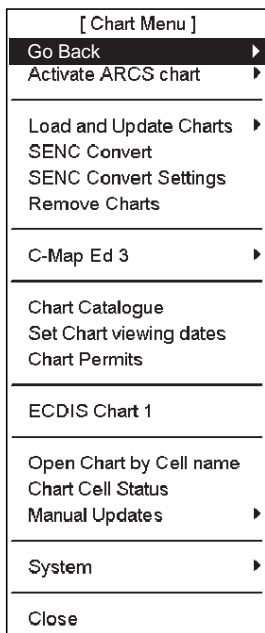 [ Chart Menu ]
Go Back
Activate ARCS chart
Load and Update Charts
SENC Convert
SENC Convert Settings
Remove Charts
C-Map Ed 3
Chart Catalogue
Set Chart viewing dates
Chart Permits
ECDIS Chart 1
Open Chart by Cell name
Chart Cell Status
Manual Updates
System
Close